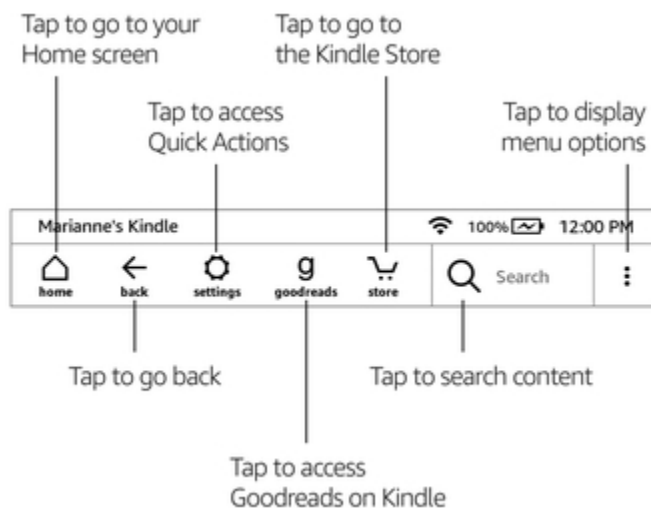 Tap to go to your
Home screen
Tap to go to
the Kindle Store
Tap to access
Quick Actions
Tap to display
menu options
Marianne's Kindle
100%
12:00 PM
home
back
settings
g
goodreads
store
Search
Tap to go back
Tap to search content
Tap to access
Goodreads on Kindle